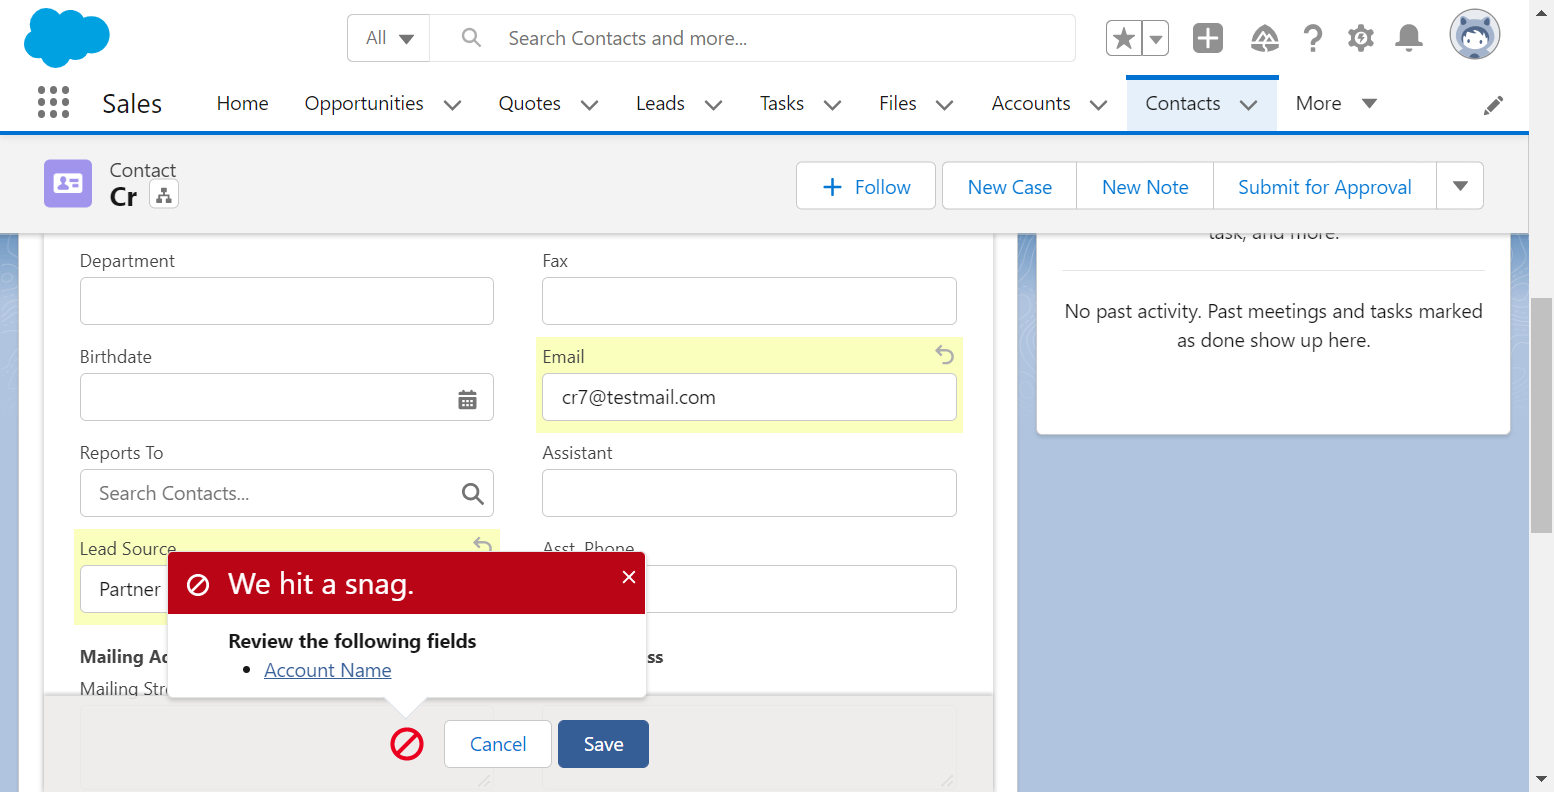 All
Search Contacts and more...
Sales
Home
Opportunities
Quotes
Leads
Tasks
Files
Accounts
Contacts
More
Contact
Cr
Follow
New Case
New Note
Submit for Approval
task, and more.
Department
Fax
No past activity. Past meetings and tasks marked
as done show up here.
Birthdate
Email
cr7@testmail.com
Reports To
Assistant
Search Contacts...
Lead Source
Asst. Phone
Partner
We hit a snag.
Review the following fields
Account Name
Mailing Ad
ss
Mailing Str
Cancel
Save